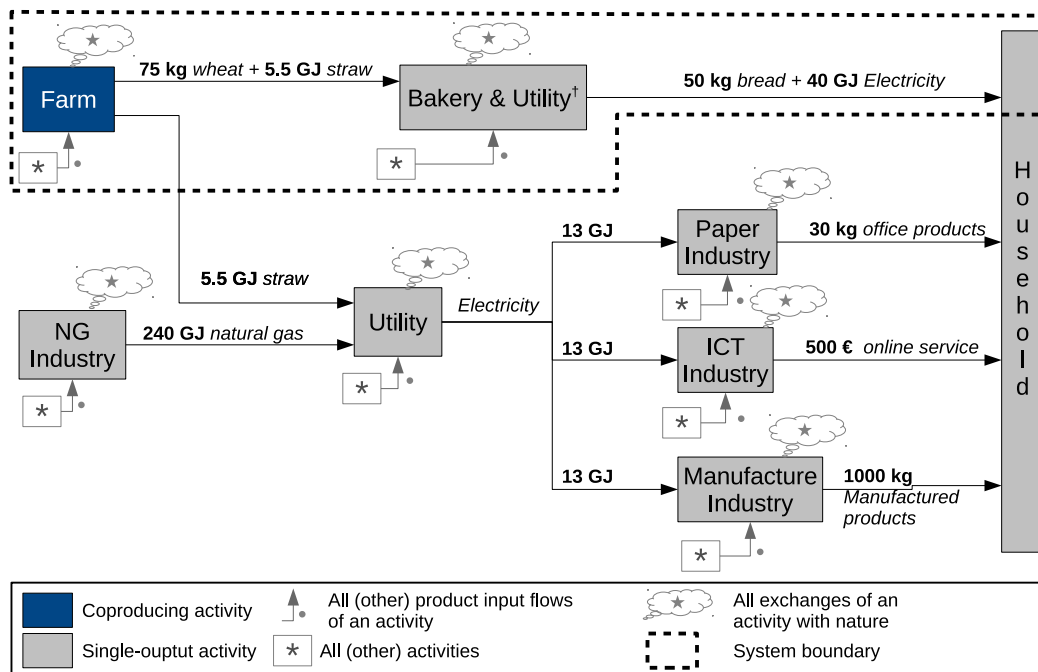 75 kg wheat + 5.5 GJ straw
50 kg bread + 40 GJ Electricity
Farm
Bakery & Utility†
*
*
5.5 GJ straw
NG
Industry
240 GJ natural gas
Utility
Electricity
*
*
13 GJ
Paper
Industry
30 kg office products
*
13 GJ
ICT
Industry
500 € online service
*
13 GJ
Manufacture
Industry
1000 kg
Manufactured
products
*
Household
Coproducing activity
Single-ouptut activity
All (other) product input flows
of an activity
* All (other) activities
All exchanges of an
activity with nature
System boundary